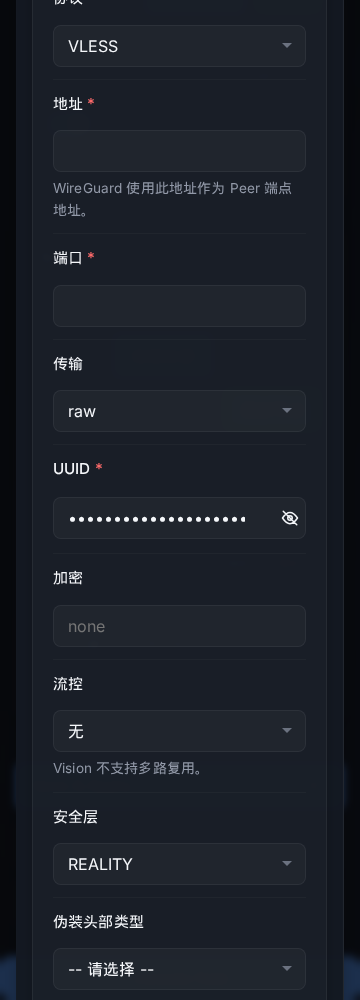 协议
VLESS
地址 *
WireGuard 使用此地址作为 Peer 端点
地址。
端口 *
传输
raw
UUID *
••••••••••••••••••••
加密
none
流控
无
Vision 不支持多路复用。
安全层
REALITY
伪装头部类型
-- 请选择 --